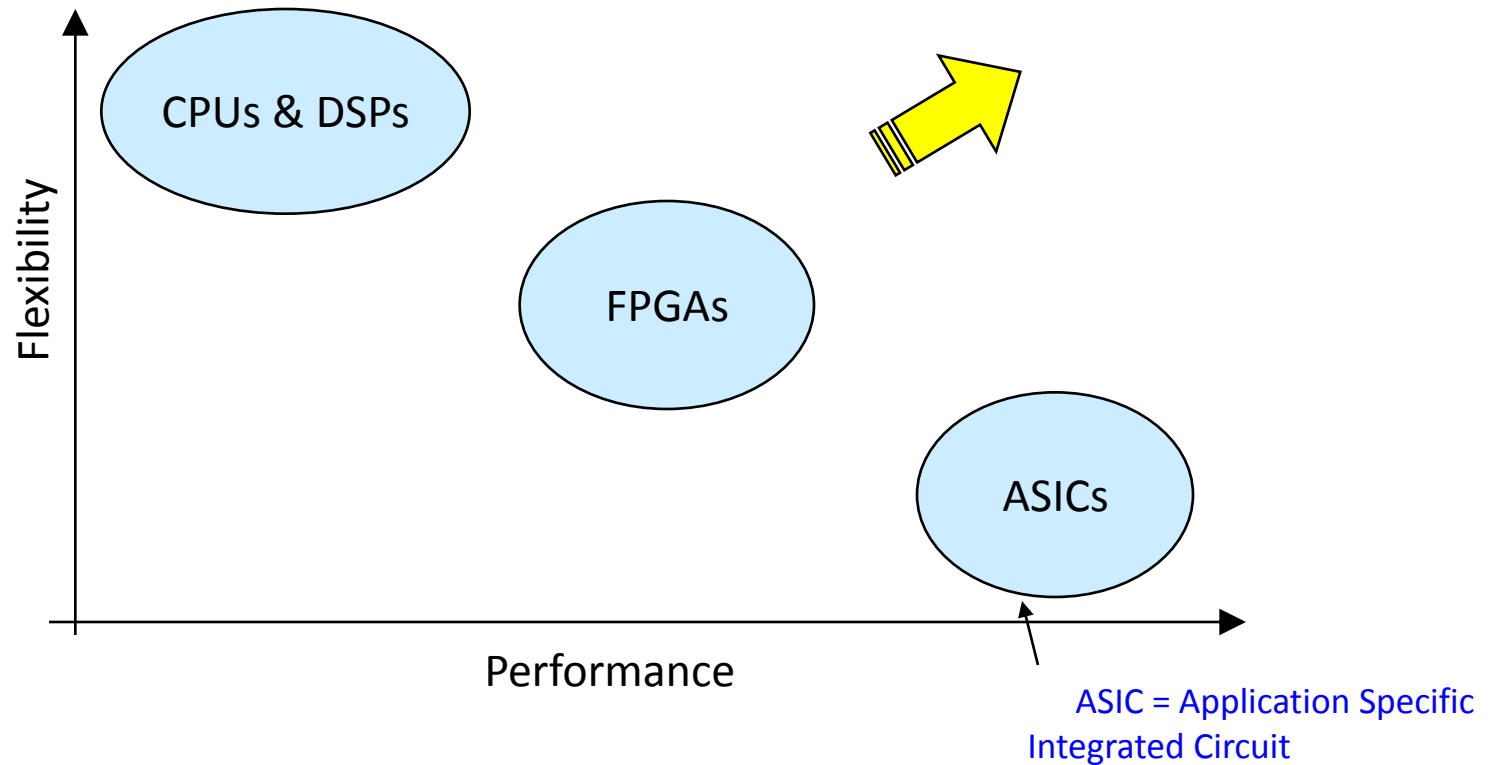 CPUs & DSPs
Flexibility
FPGAs
ASICs
Performance
ASIC = Application Specific
Integrated Circuit